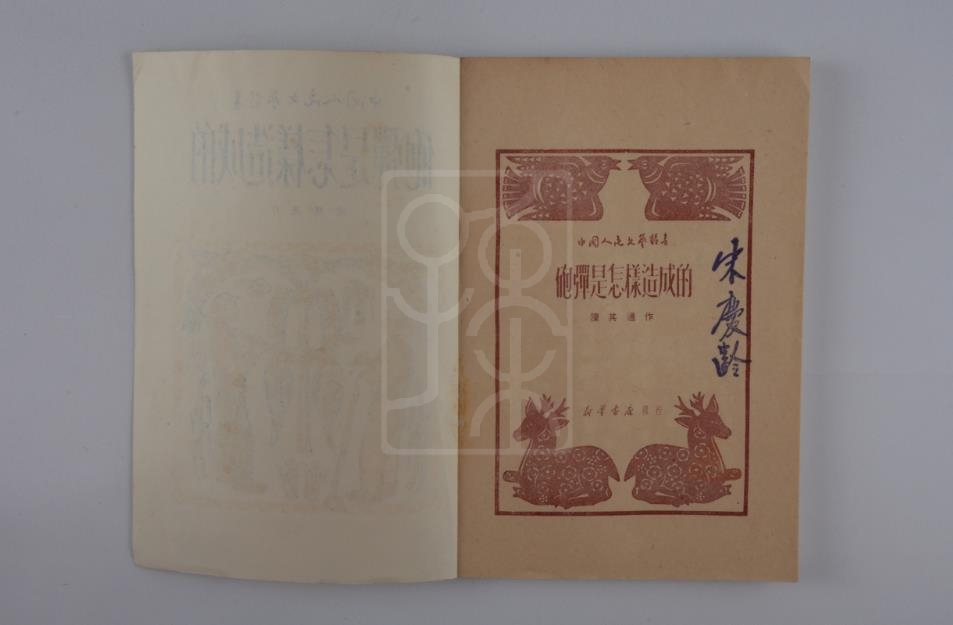 中国人民文藝叢書
砲彈是怎樣造成的
陳其通作
新華書店發行
宋慶齡